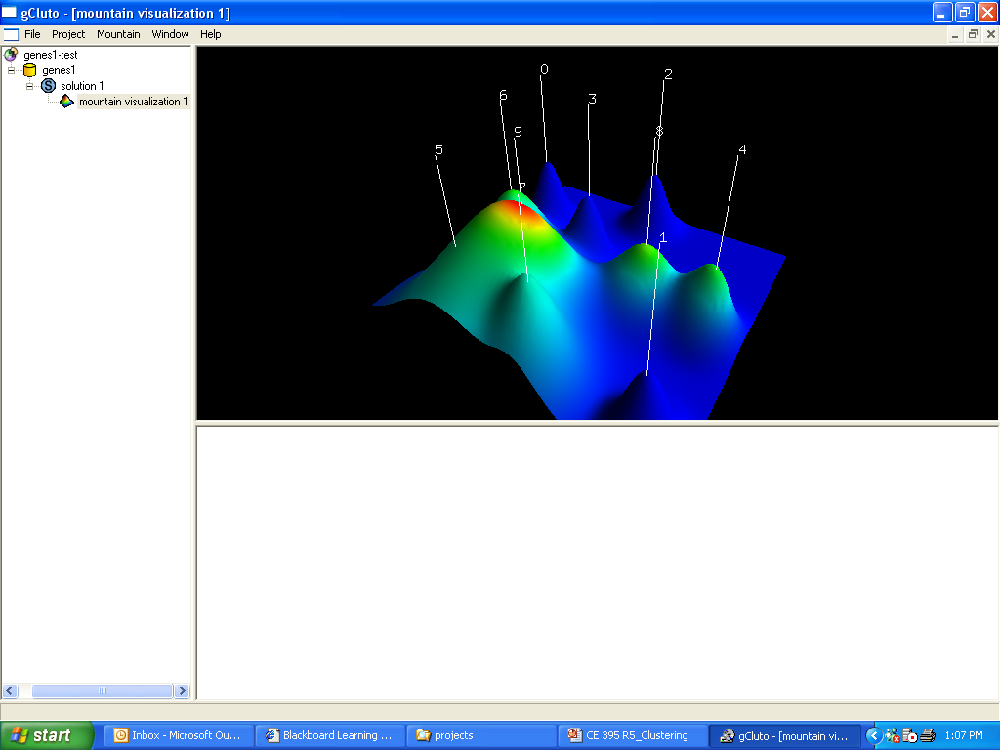 gCluto - [mountain visualization 1]
File Project Mountain Window Help
genes1-test
genes1
S solution 1
mountain visualization 1
0
2
6
3
9
8
5
4
7
1
start
Inbox - Microsoft Ou...
Blackboard Learning ...
projects
CE 395 R5_Clustering
gCluto - [mountain vi...
1:07 PM